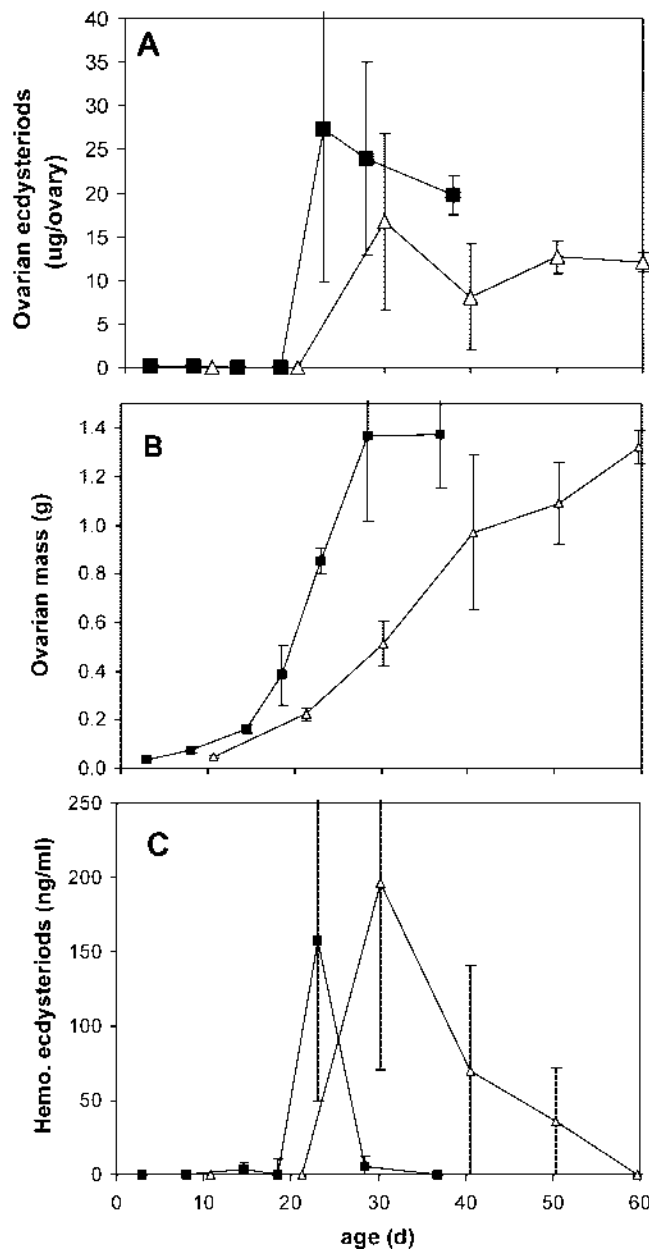 A
Ovarian ecdysteriods
(ug/ovary)
40
35
30
25
20
15
10
5
0
B
Ovarian mass (g)
1.4
1.2
1.0
0.8
0.6
0.4
0.2
0.0
C
Hemo. ecdysteriods (ng/ml)
250
200
150
100
50
0
0 10 20 30 40 50 60
age (d)